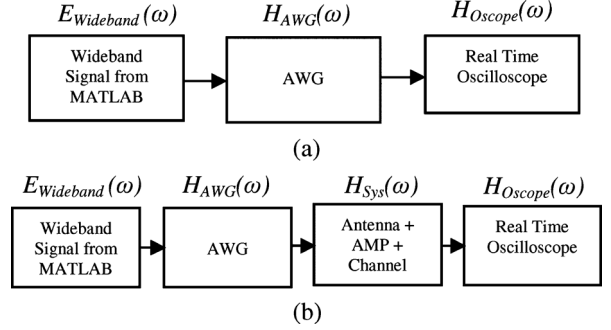 E_Wideband(ω) H_AWG(ω) H_Oscope(ω)
Wideband
Signal from
MATLAB
AWG
Real Time
Oscilloscope
(a)
E_Wideband(ω) H_AWG(ω) H_Sys(ω) H_Oscope(ω)
Wideband
Signal from
MATLAB
AWG
Antenna +
AMP +
Channel
Real Time
Oscilloscope
(b)